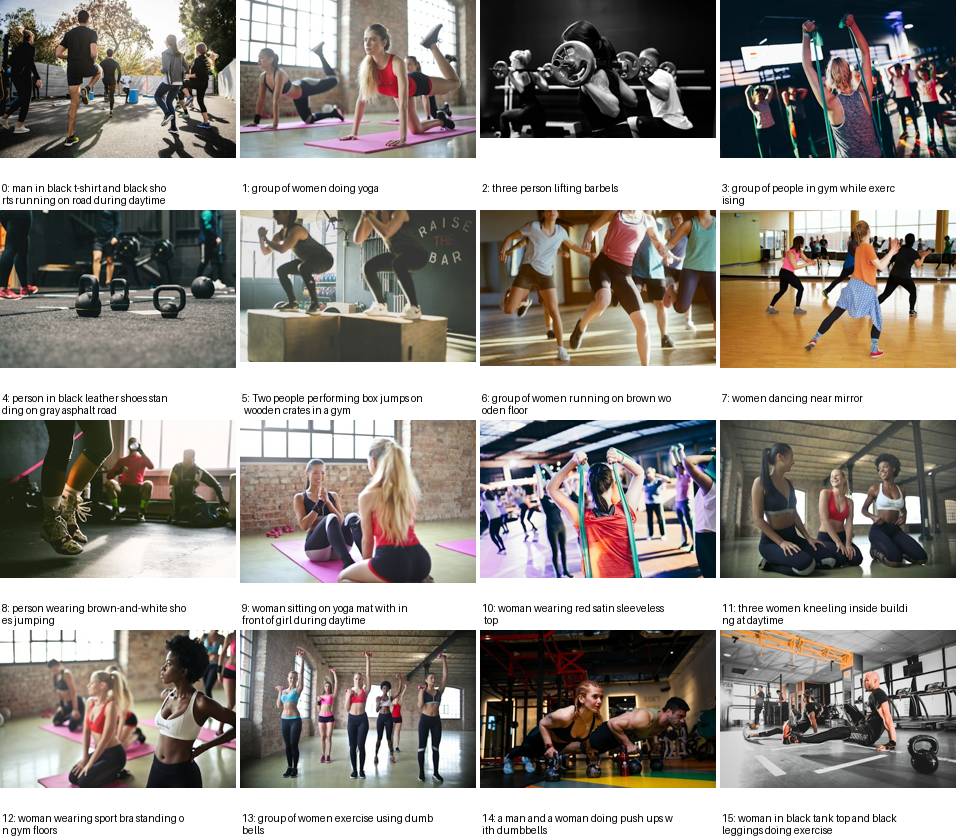 0: man in black t-shirt and black sho
rts running on road during daytime
1: group of women doing yoga
2: three person lifting barbels
3: group of people in gym while exerc
ising
RAISE
THE
BAR
4: person in black leather shoes stan
ding on gray asphalt road
5: Two people performing box jumps on
wooden crates in a gym
6: group of women running on brown wo
oden floor
7: women dancing near mirror
8: person wearing brown-and-white sho
es jumping
9: woman sitting on yoga mat with in
front of girl during daytime
10: woman wearing red satin sleeveless
top
11: three women kneeling inside buildi
ng at daytime
12: woman wearing sport bra standing o
n gym floors
13: group of women exercise using dumb
bells
14: a man and a woman doing push ups w
ith dumbbells
15: woman in black tank top and black
leggings doing exercise